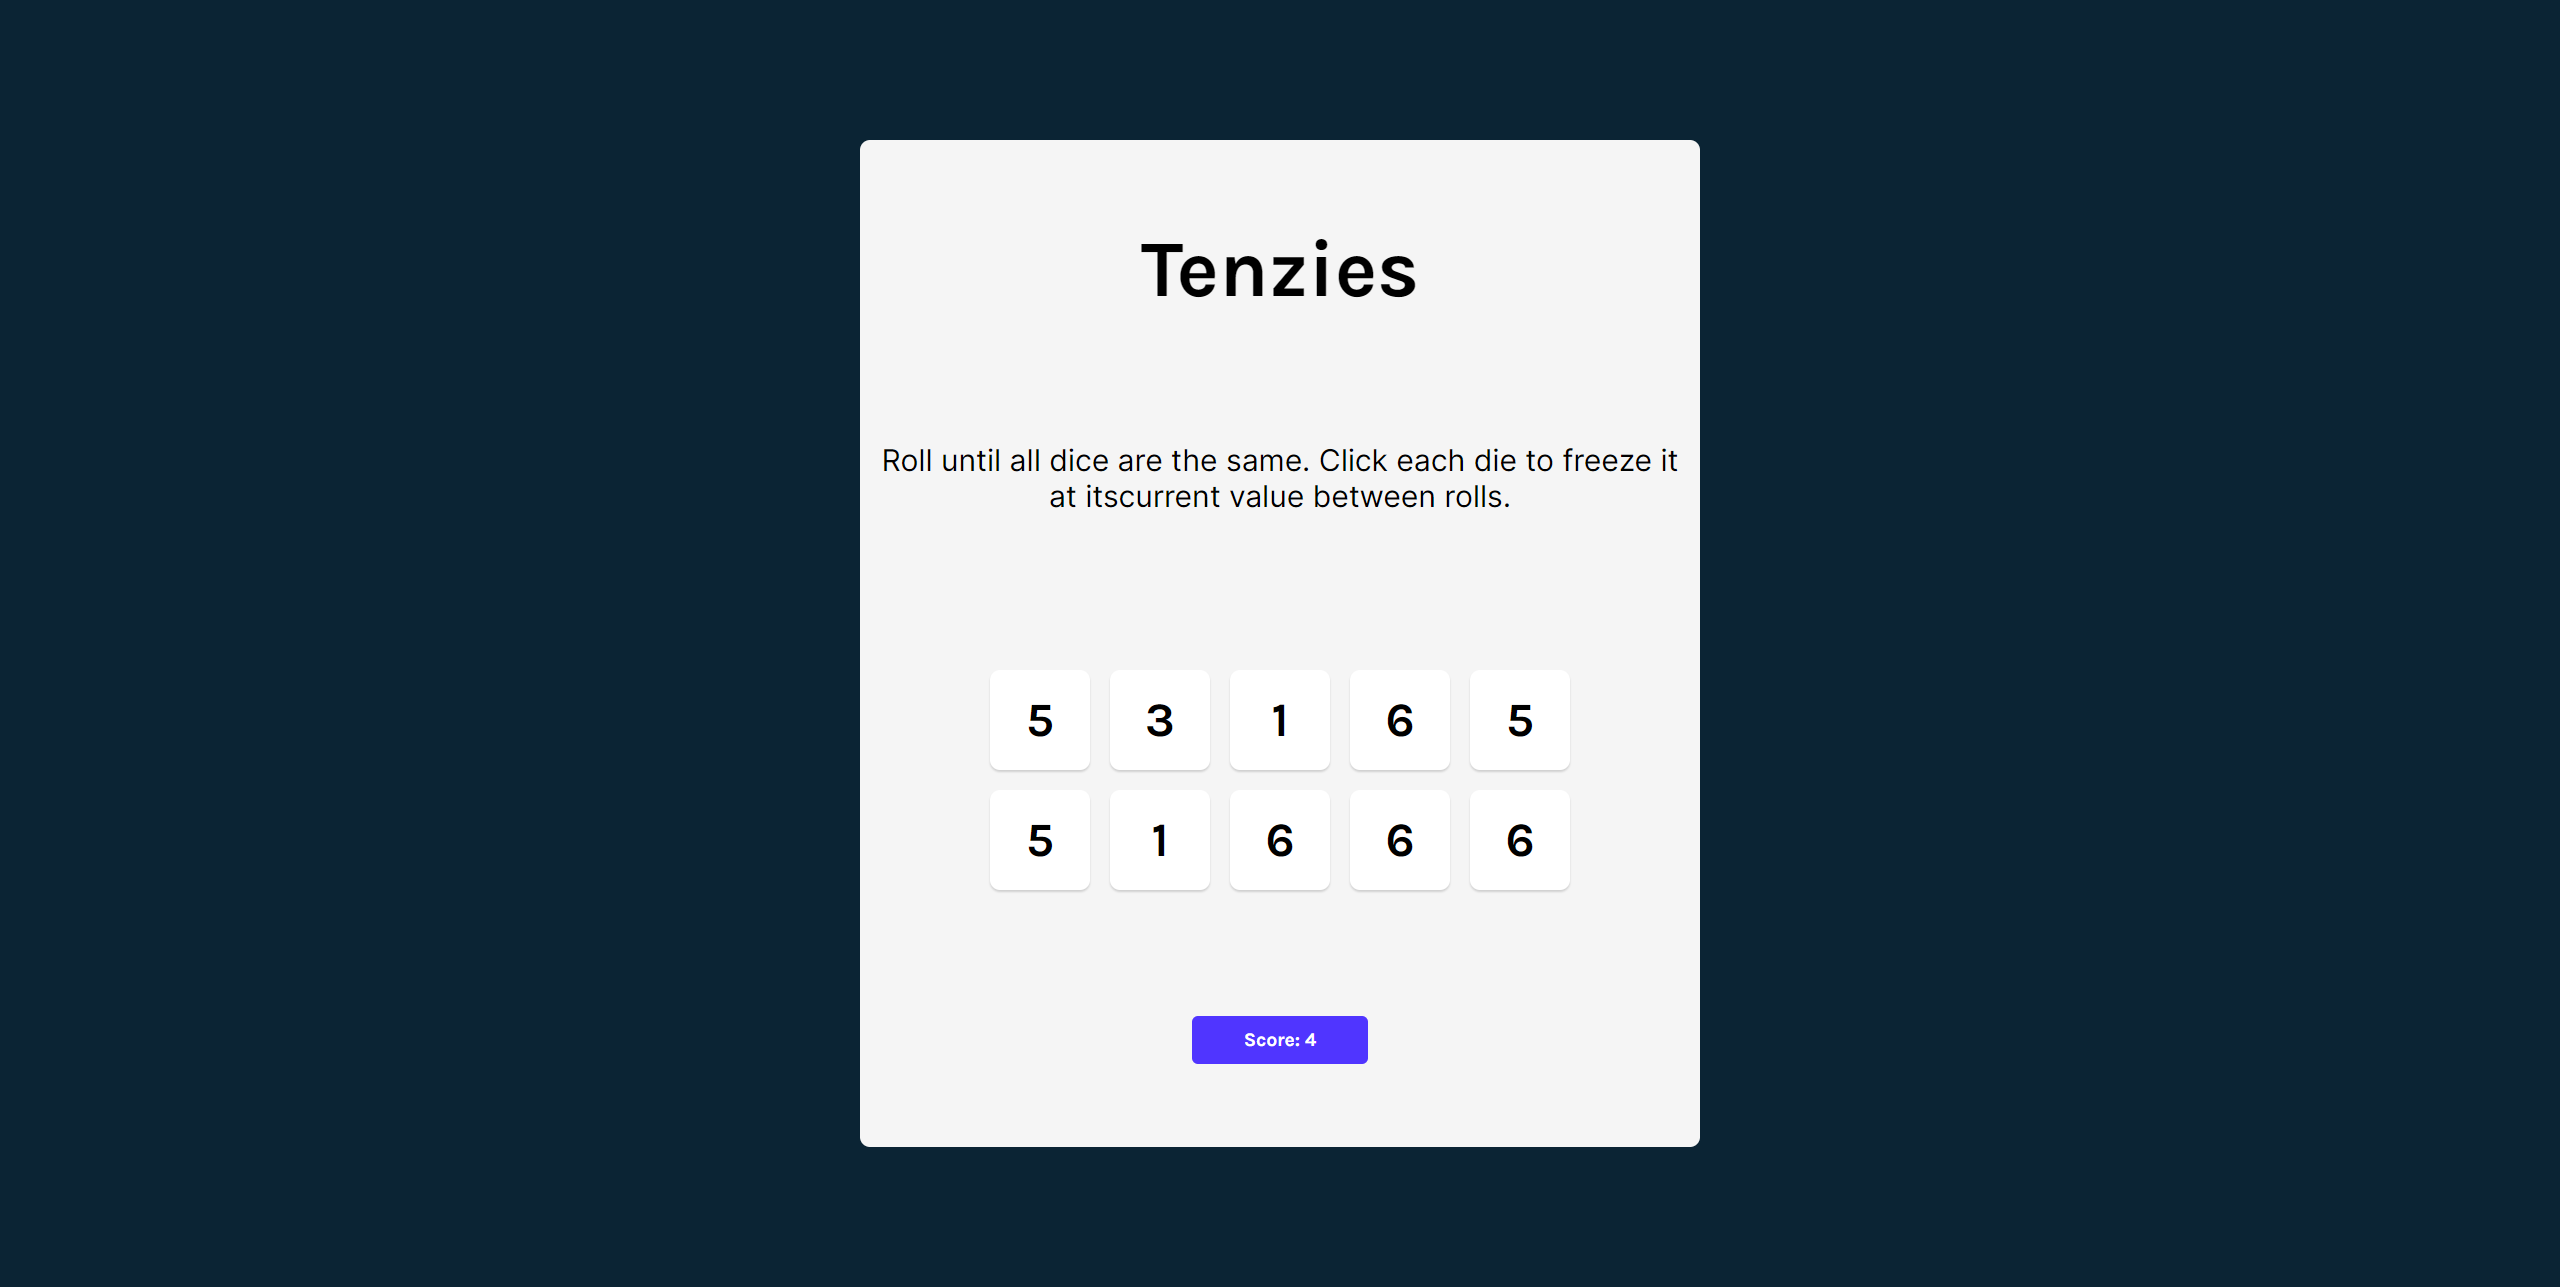 Tenzies
Roll until all dice are the same. Click each die to freeze it
at itscurrent value between rolls.
5 3 1 6 5
5 1 6 6 6
Score: 4